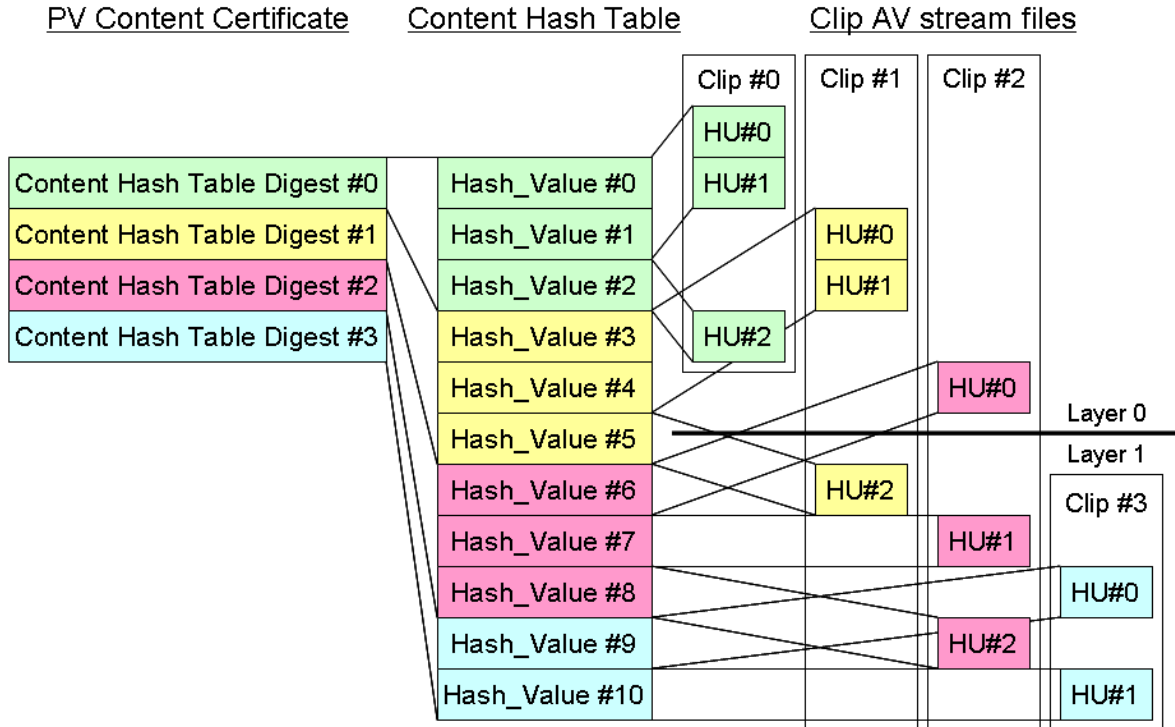 PV Content Certificate
Content Hash Table
Clip AV stream files
Clip #0
Clip #1
Clip #2
HU#0
Content Hash Table Digest #0
Hash_Value #0
HU#1
Content Hash Table Digest #1
Hash_Value #1
HU#0
Content Hash Table Digest #2
Hash_Value #2
HU#1
Content Hash Table Digest #3
Hash_Value #3
HU#2
Hash_Value #4
HU#0
Layer 0
Hash_Value #5
Layer 1
Hash_Value #6
HU#2
Clip #3
Hash_Value #7
HU#1
Hash_Value #8
HU#0
Hash_Value #9
HU#2
Hash_Value #10
HU#1